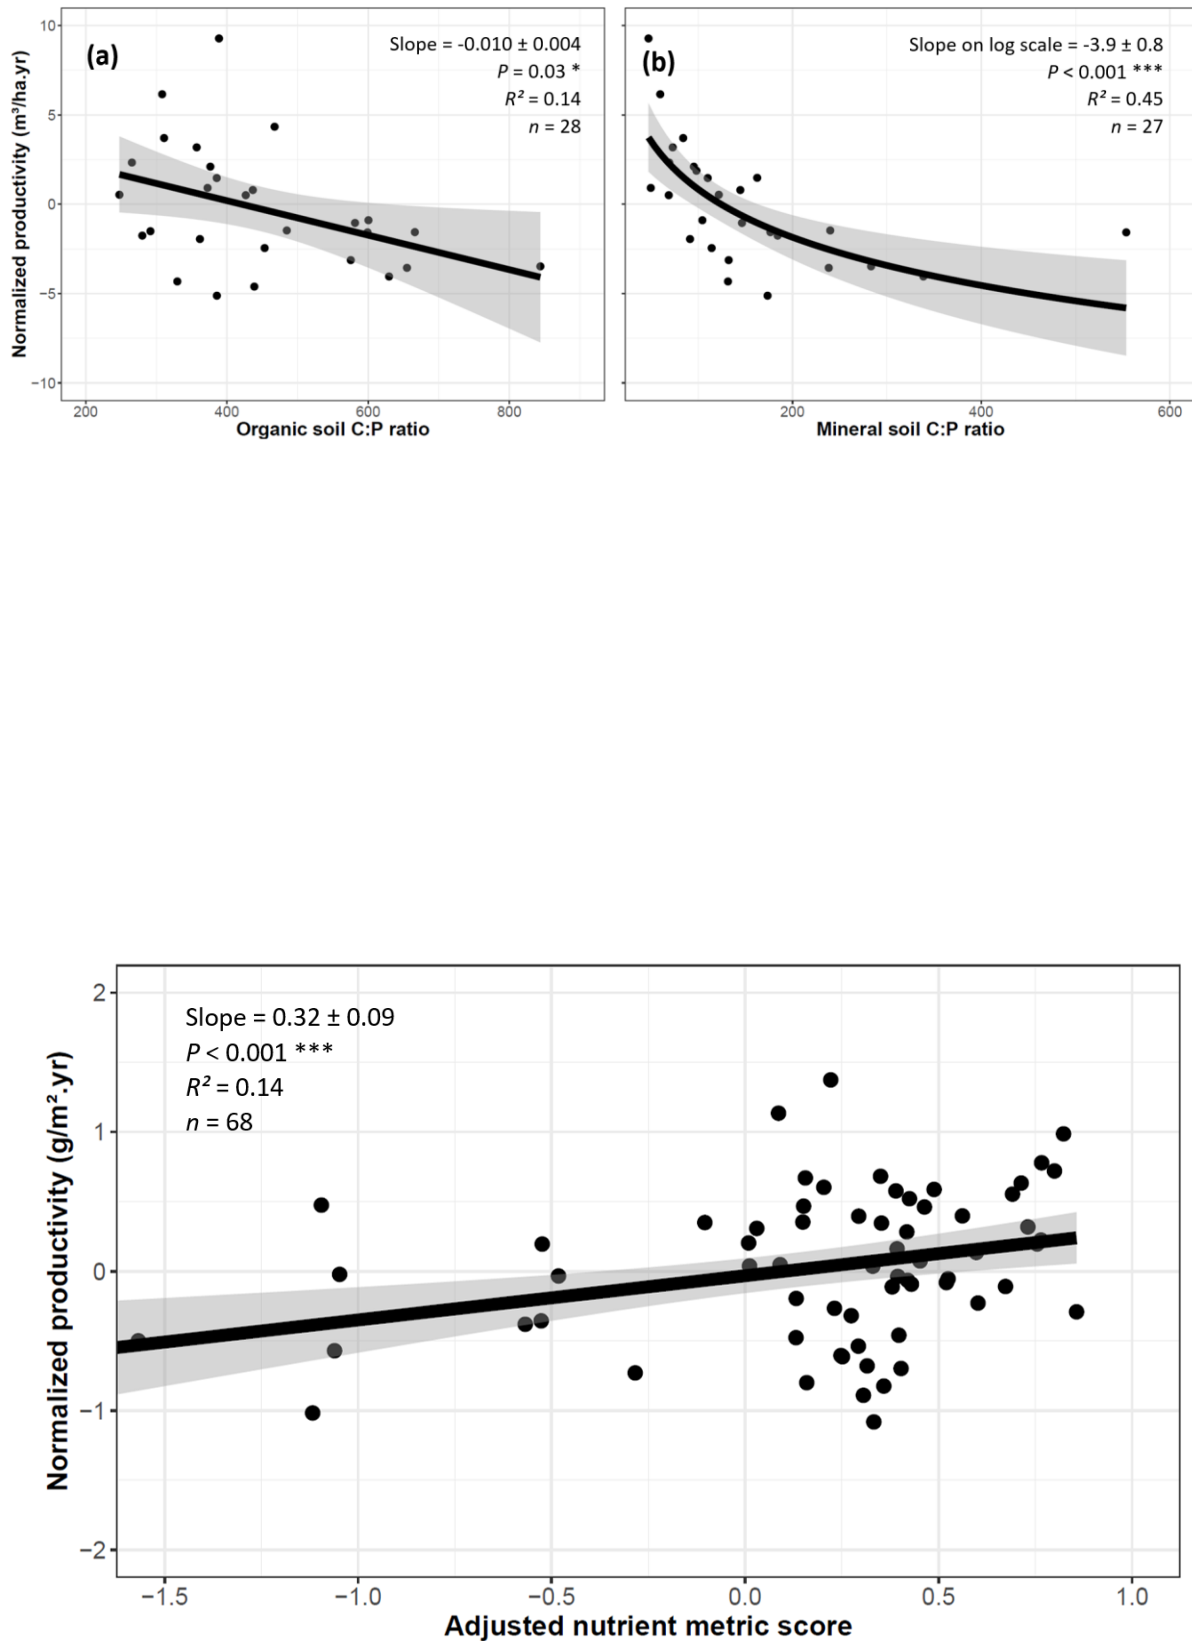 Normalized productivity (m³/ha.yr)
10
5
0
−5
−10
(a)
Slope = -0.010 ± 0.004
P = 0.03 *
R² = 0.14
n = 28
200
400
600
800
Organic soil C:P ratio
(b)
Slope on log scale = -3.9 ± 0.8
P < 0.001 ***
R² = 0.45
n = 27
200
400
600
Mineral soil C:P ratio
Normalized productivity (g/m².yr)
2
1
0
−1
−2
Slope = 0.32 ± 0.09
P < 0.001 ***
R² = 0.14
n = 68
−1.5
−1.0
−0.5
0.0
0.5
1.0
Adjusted nutrient metric score